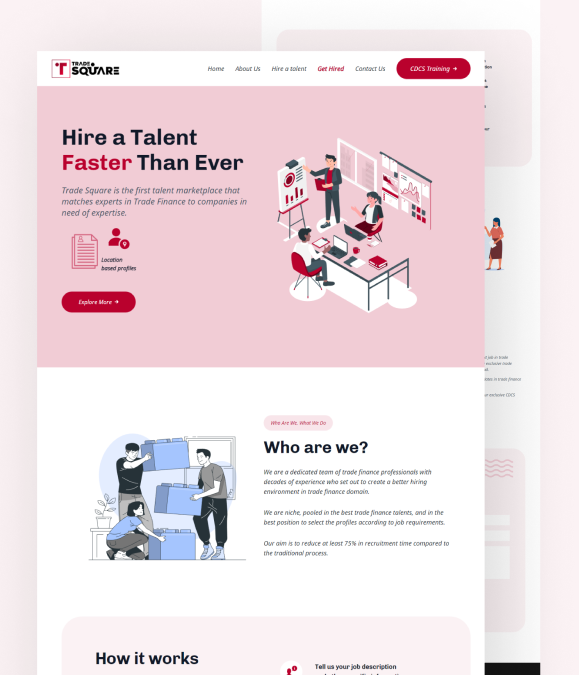 TRADE
SQUARE
Home About Us Hire a talent Get Hired Contact Us CDCS Training →
Hire a Talent
Faster Than Ever
Trade Square is the first talent marketplace that
matches experts in Trade Finance to companies in
need of expertise.
Location
based profiles
Explore More →
Who Are We. What We Do
Who are we?
We are a dedicated team of trade finance professionals with
decades of experience who set out to create a better hiring
environment in trade finance domain.
We are niche, pooled in the best trade finance talents, and in the
best position to select the profiles according to job requirements.
Our aim is to reduce at least 75% in recruitment time compared to
the traditional process.
How it works
Tell us your job description